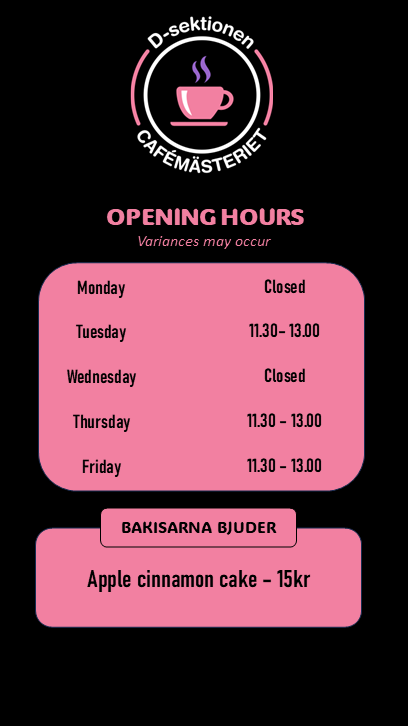 D-sektionen
CAFÉMÄSTERIET
OPENING HOURS
Variances may occur
Monday Closed
Tuesday 11.30– 13.00
Wednesday Closed
Thursday 11.30 – 13.00
Friday 11.30 – 13.00
BAKISARNA BJUDER
Apple cinnamon cake – 15kr